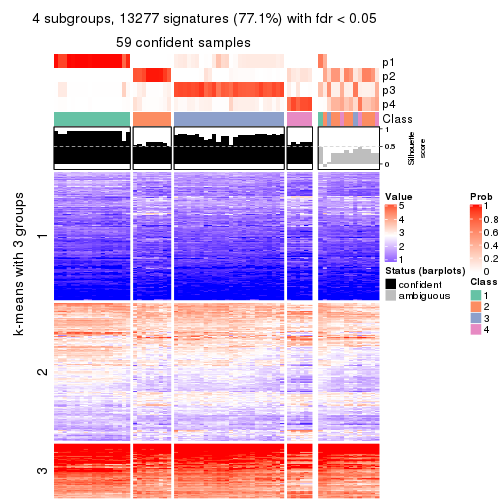 4 subgroups, 13277 signatures (77.1%) with fdr < 0.05
59 confident samples
p1
p2
p3
p4
Class
1
0.5
0
Silhouette
score
k-means with 3 groups
1
2
3
Value
5
4
3
2
1
Status (barplots)
confident
ambiguous
Prob
1
0.8
0.6
0.4
0.2
0
Class
1
2
3
4